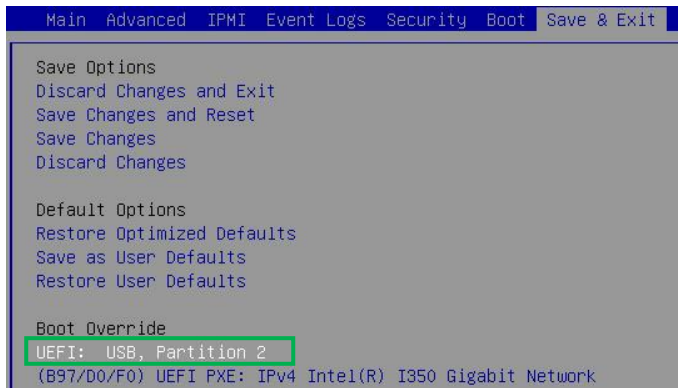 Main Advanced IPMI Event Logs Security Boot Save & Exit
Save Options
Discard Changes and Exit
Save Changes and Reset
Save Changes
Discard Changes
Default Options
Restore Optimized Defaults
Save as User Defaults
Restore User Defaults
Boot Override
UEFI: USB, Partition 2
(B97/D0/F0) UEFI PXE: IPv4 Intel(R) I350 Gigabit Network